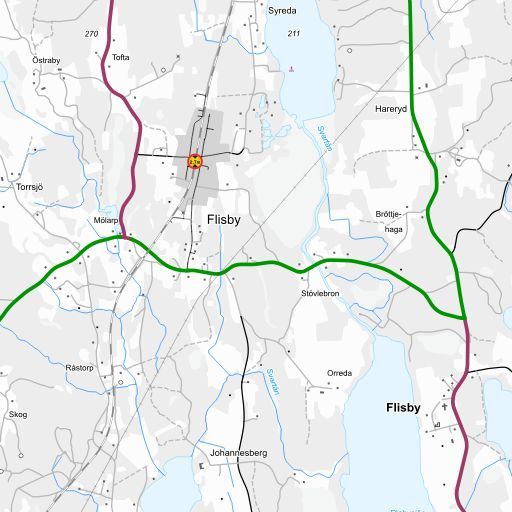 Syreda
270
211
Tofta
Östraby
Hareryd
Svartån
Torrsjö
Mölarp
Flisby
Bröttje-
haga
Stövlebron
Råstorp
Orreda
Svartån
Flisby
Skog
Johannesberg